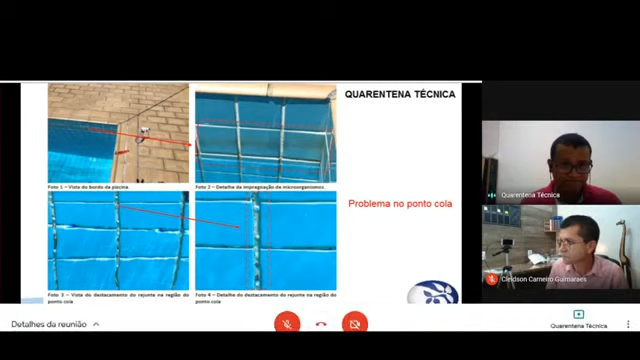 QUARENTENA TÉCNICA
Foto 1 – Vista do bordo da piscina
Foto 2 – Detalhe da impregnação de microorganismos
Problema no ponto cola
Foto 3 – Vista do destacamento do rejunte na região do
ponto cola
Foto 4 – Detalhe do destacamento do rejunte na região do
ponto cola
Quarentena Técnica
Cleidson Carneiro Guimaraes
Detalhes da reunião
Quarentena Técnica